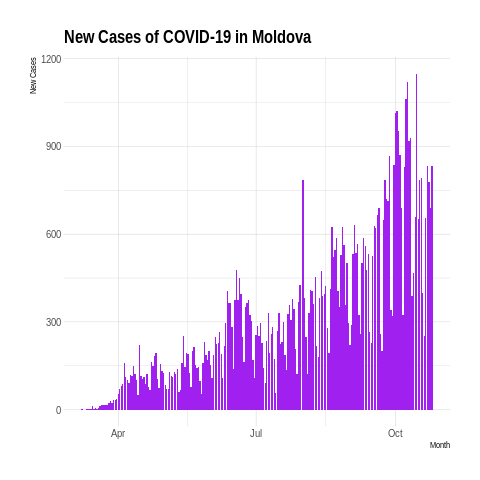 New Cases of COVID-19 in Moldova
New Cases
1200
900
600
300
0
Apr
Jul
Oct
Month